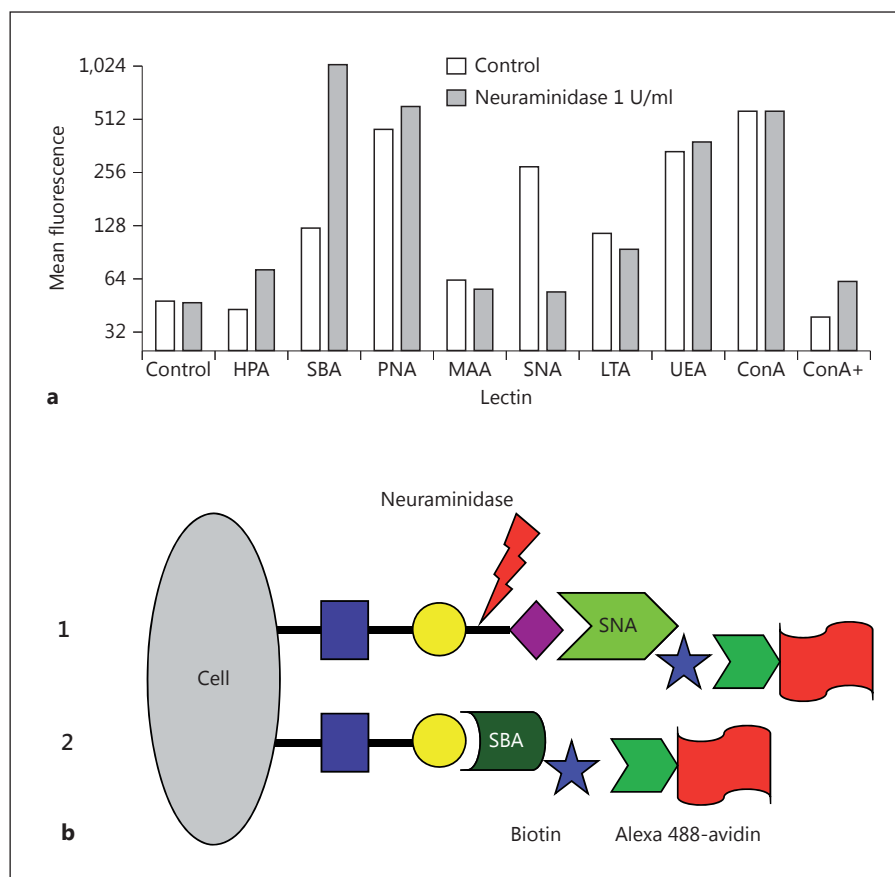 1,024
512
256
128
64
32
Mean fluorescence
Control
Neuraminidase 1 U/ml
Control HPA SBA PNA MAA SNA LTA UEA ConA ConA+
Lectin
a
Neuraminidase
1
SNA
Cell
2
SBA
b
Biotin Alexa 488-avidin